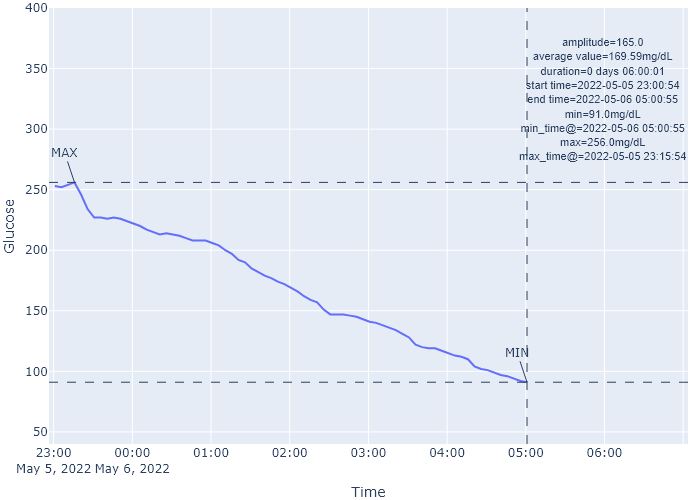 400
350
300
250
200
150
100
50
Glucose
MAX
MIN
amplitude=165.0
average value=169.59mg/dL
duration=0 days 06:00:01
start time=2022-05-05 23:00:54
end time=2022-05-06 05:00:55
min=91.0mg/dL
min_time@=2022-05-06 05:00:55
max=256.0mg/dL
max_time@=2022-05-05 23:15:54
23:00 00:00 01:00 02:00 03:00 04:00 05:00 06:00
May 5, 2022 May 6, 2022
Time